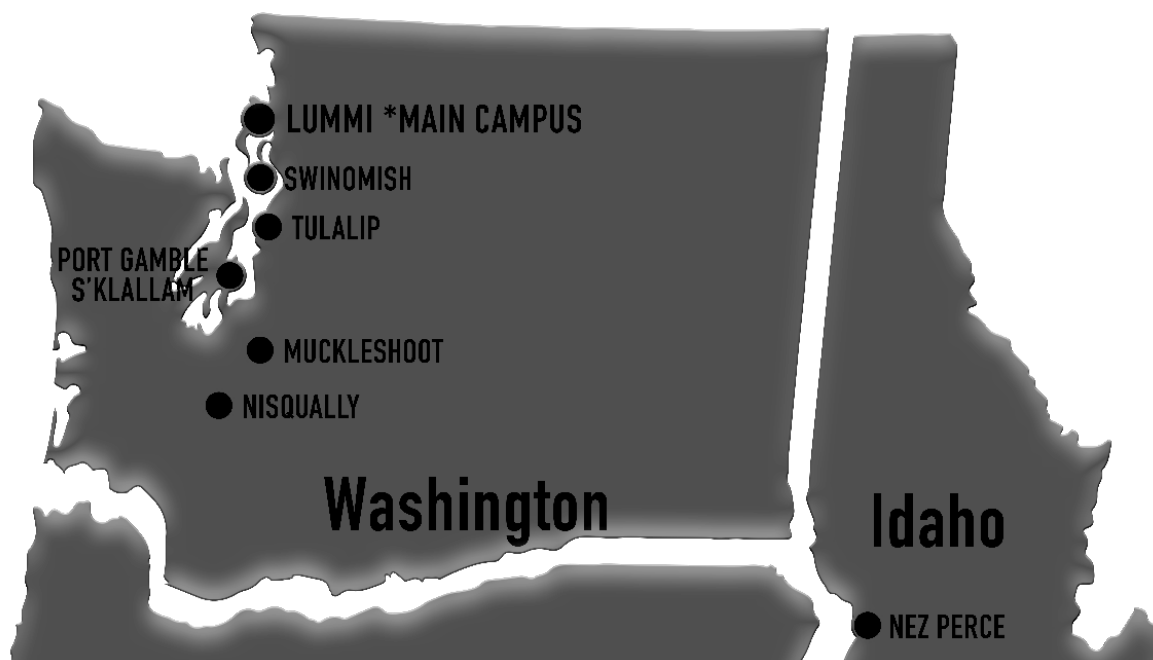 LUMMI *MAIN CAMPUS
SWINOMISH
TULALIP
PORT GAMBLE
S'KLALLAM
MUCKLESHOOT
NISQUALLY
Washington
Idaho
NEZ PERCE